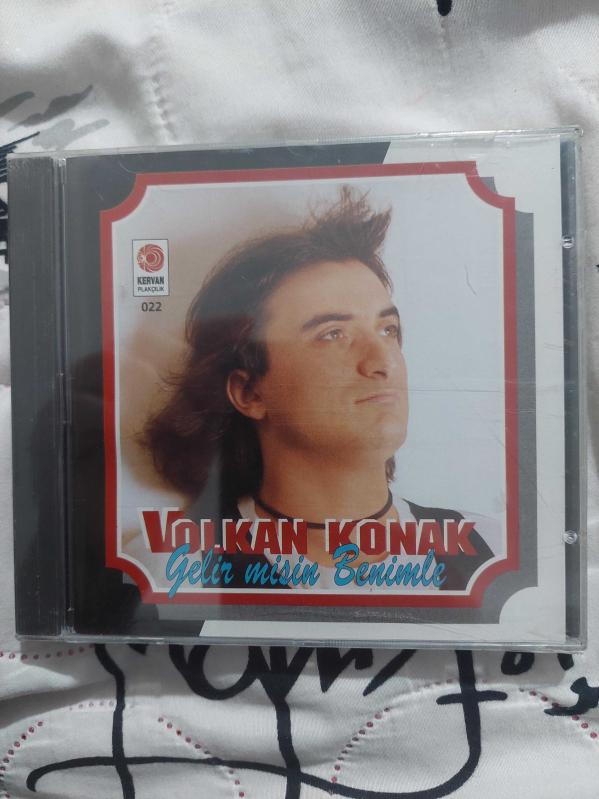 KERVAN
PLAKÇILIK
022
VOLKAN KONAK
Gelir misin Benimle